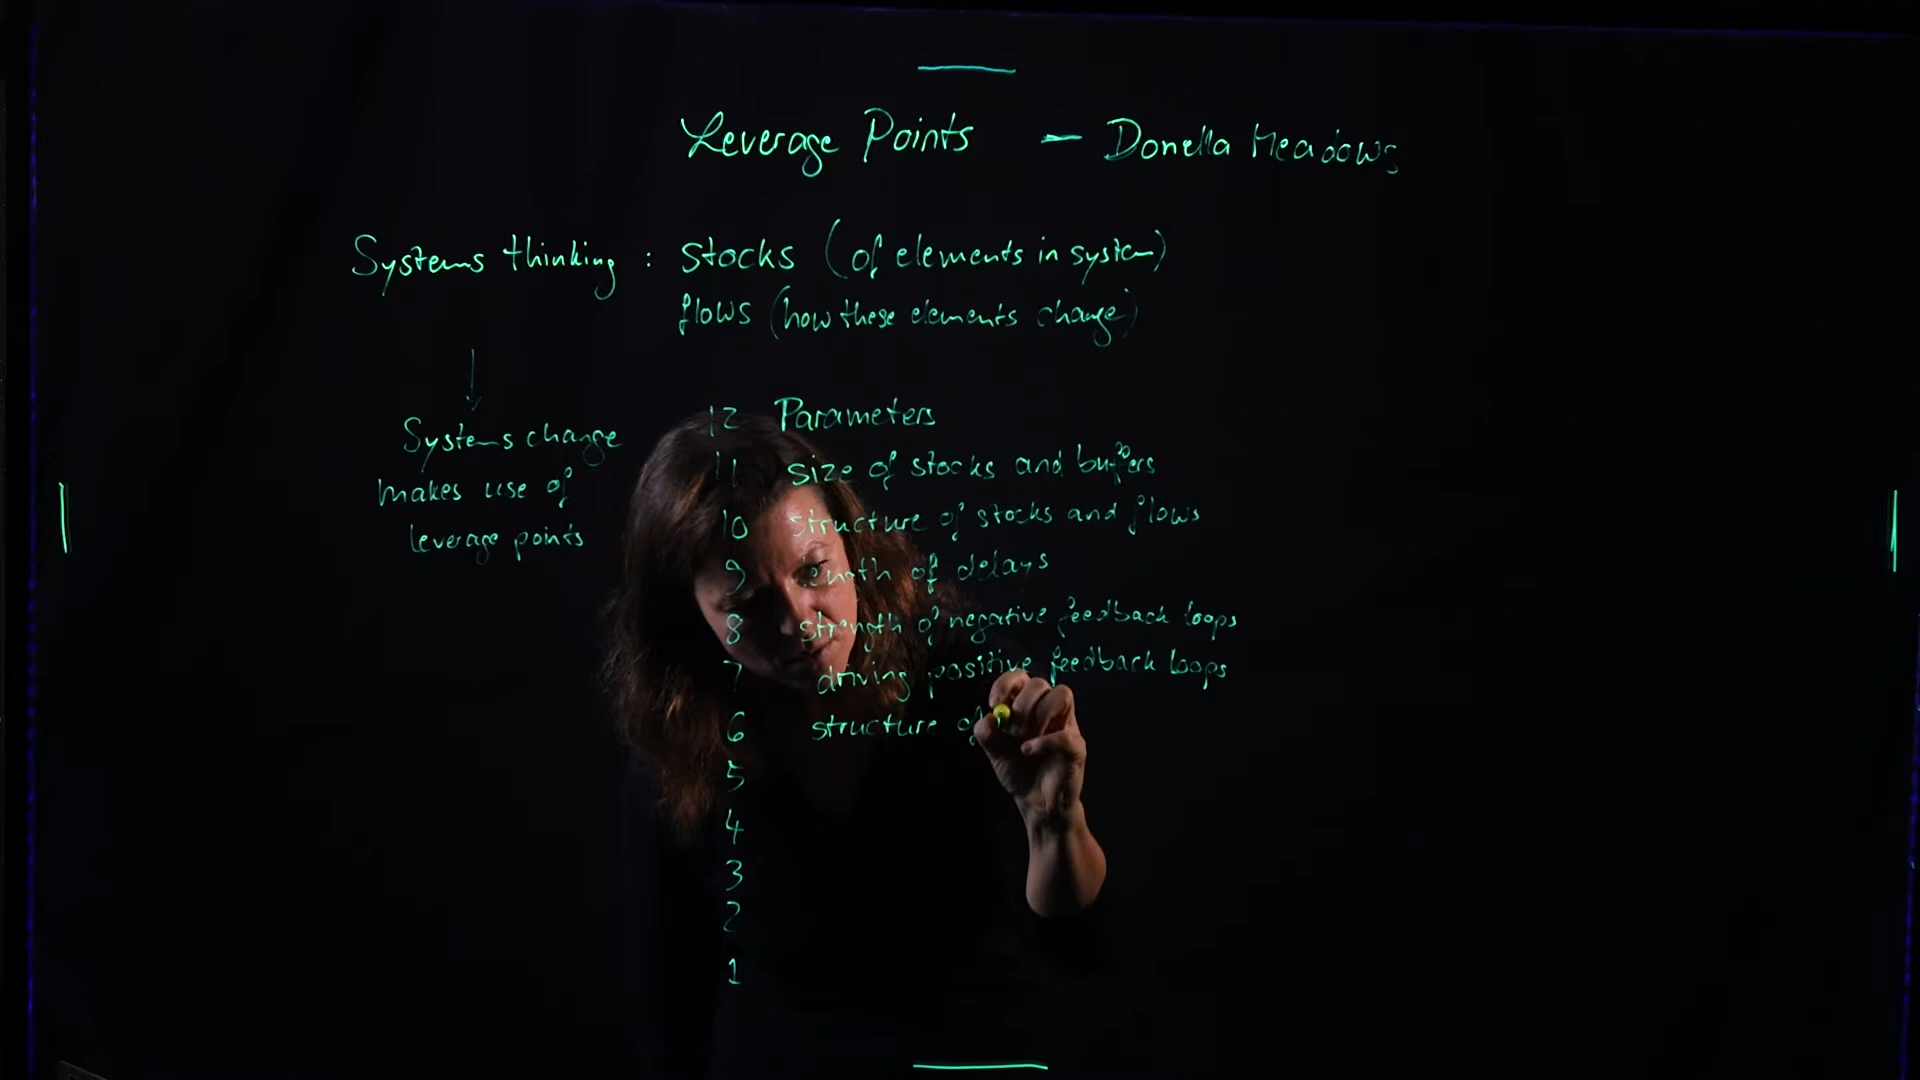 Leverage Points - Donella Meadows
Systems thinking : stocks (of elements in system)
flows (how these elements change)
Systems change
makes use of
leverage points
12 Parameters
11 size of stocks and buffers
10 structure of stocks and flows
9 length of delays
8 strength of negative feedback loops
7 driving positive feedback loops
6 structure of
5
4
3
2
1